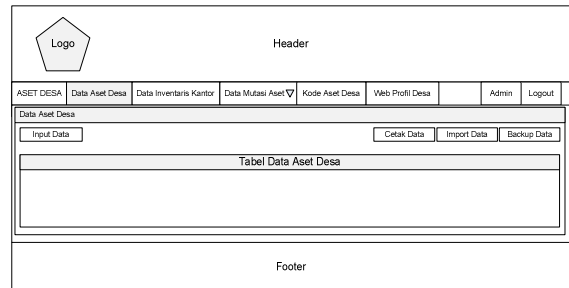 Logo
Header
ASET DESA Data Aset Desa Data Inventaris Kantor Data Mutasi Aset Kode Aset Desa Web Profil Desa Admin Logout
Data Aset Desa
Input Data Cetak Data Import Data Backup Data
Tabel Data Aset Desa
Footer